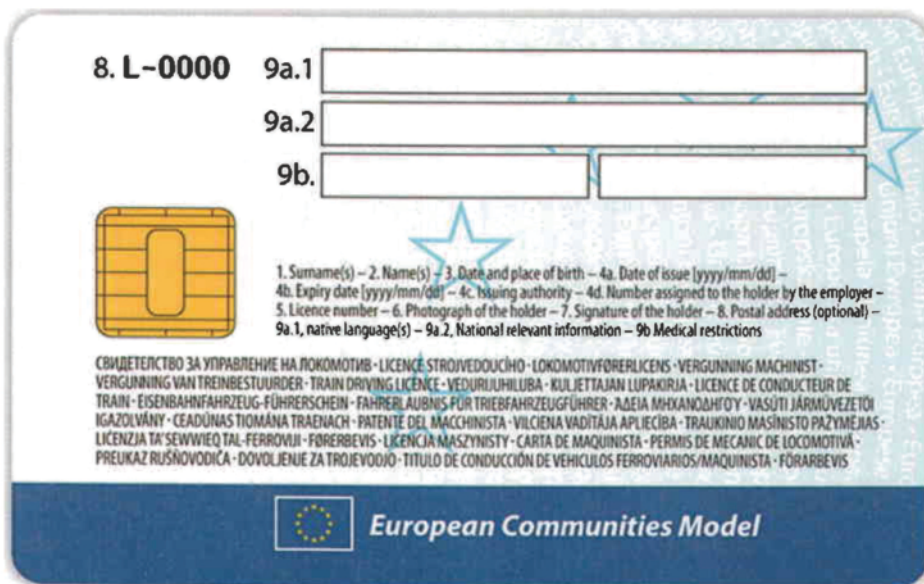 8. L-0000
9a.1
9a.2
9b.
1. Surname(s) – 2. Name(s) – 3. Date and place of birth – 4a. Date of issue [yyyy/mm/dd] –
4b. Expiry date [yyyy/mm/dd] – 4c. Issuing authority – 4d. Number assigned to the holder by the employer –
5. Licence number – 6. Photograph of the holder – 7. Signature of the holder – 8. Postal address (optional) –
9a.1, native language(s) – 9a.2, National relevant information – 9b Medical restrictions
СВИДЕТЕЛСТВО ЗА УПРАВЛЕНИЕ НА ЛОКОМОТИВ · LICENCE STROJVEDOUCÍHO · LOKOMOTIVFØRERLICENS · VERGUNNING MACHINIST ·
VERGUNNING VAN TREINBESTUURDER · TRAIN DRIVING LICENCE · VEDURIJUHILUBA · KULJETTAJAN LUPAKIRJA · LICENCE DE CONDUCTEUR DE
TRAIN · EISENBAHNFAHRZEUG-FÜHRERSCHEIN · FAHRERLAUBNIS FÜR TRIEBFAHRZEUGFÜHRER · ΑΔΕΙΑ ΜΗΧΑΝΟΔΗΓΟΥ · VASÚTI JÁRMŰVEZETŐI
IGAZOLVÁNY · CEADÚNAS TIOMÁNA TRAENACH · PATENTE DEL MACCHINISTA · VILCIENA VADĪTĀJA APLIECĪBA · TRAUKINIO MAŠINISTO PAŽYMĖJIAS ·
LICENZJA TA' SEWWIEQ TAL-FERROVIJI · FØRERBEVIS · LICENCJA MASZYNISTY · CARTA DE MAQUINISTA · PERMIS DE MECANIC DE LOCOMOTIVĂ ·
PREUKAZ RUŠŇOVODIČA · DOVOLJENJE ZA TROJEVODJO · TITULO DE CONDUCCIÓN DE VEHICULOS FERROVIARIOS/MAQUINISTA · FÖRARBEVIS
European Communities Model